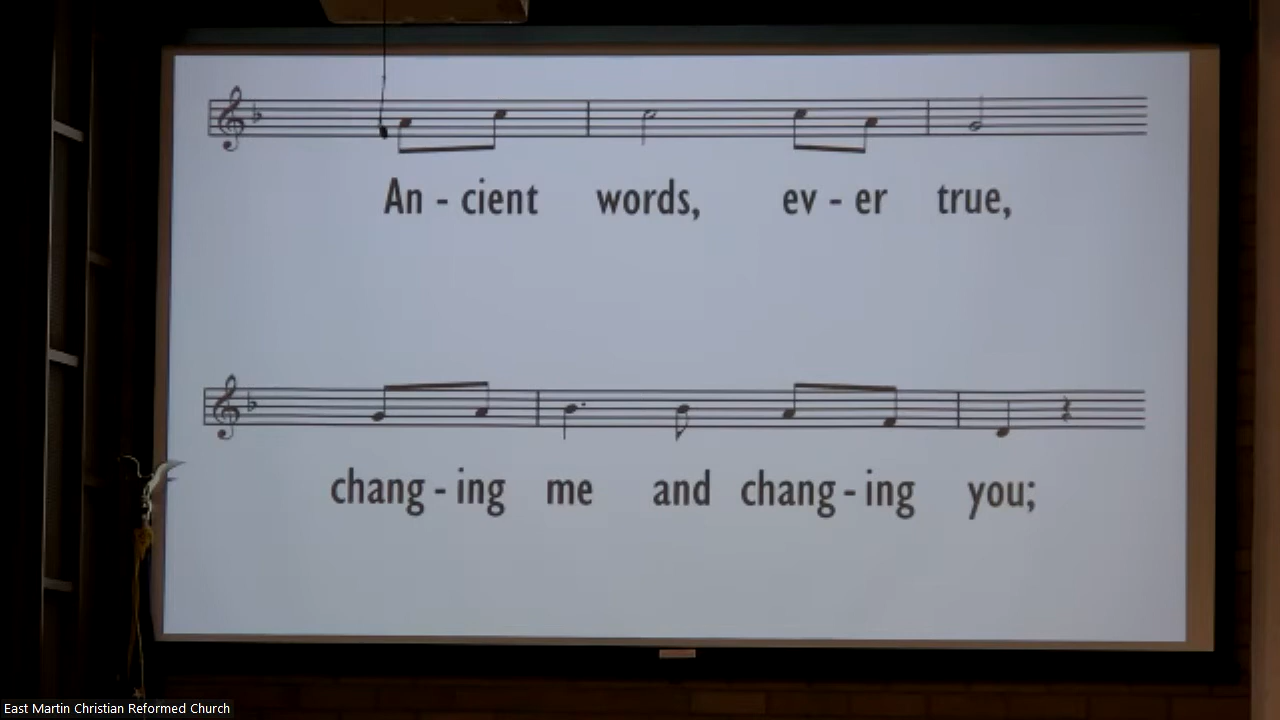 An - cient words, ev - er true,
chang - ing me and chang - ing you;
East Martin Christian Reformed Church